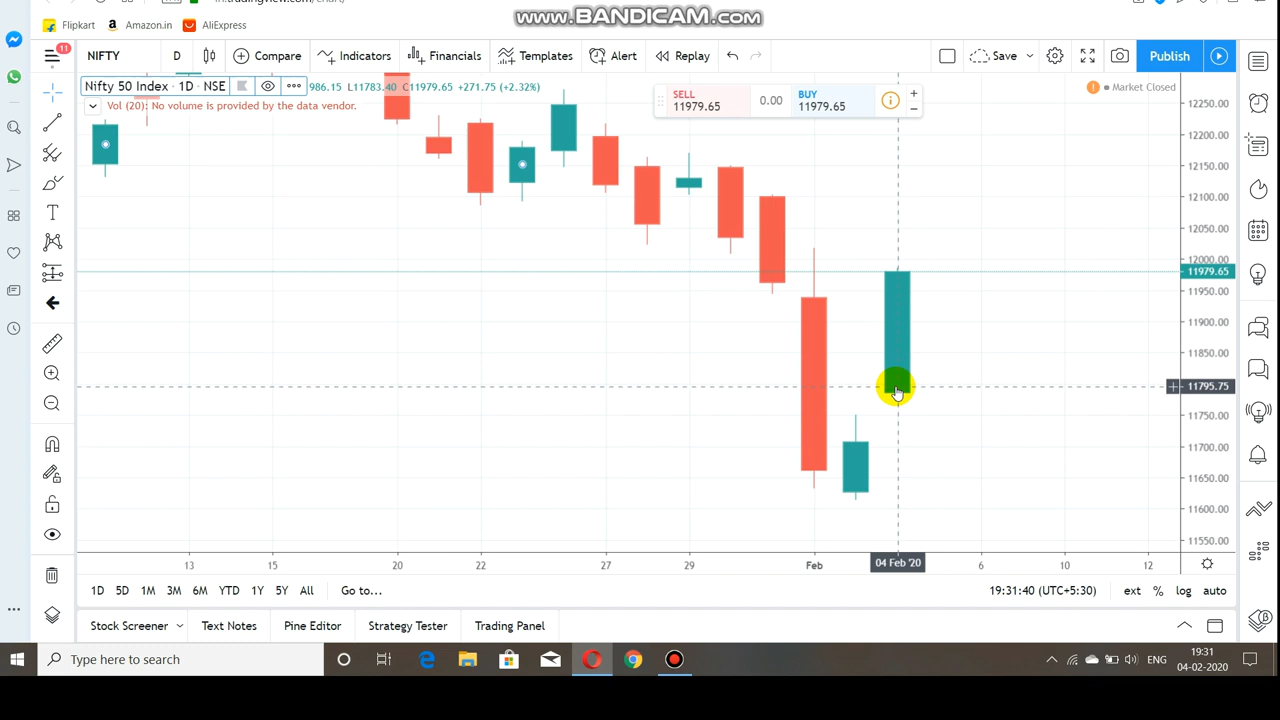 www.BANDICAM.com
Flipkart
Amazon.in
AliExpress
11
NIFTY
D
Compare
Indicators
Financials
Templates
Alert
Replay
Save
Publish
Nifty 50 Index · 1D · NSE
986.15 L11783.40 C11979.65 +271.75 (+2.32%)
Vol (20): No volume is provided by the data vendor.
SELL
11979.65
0.00
BUY
11979.65
Market Closed
12250.00
12200.00
12150.00
12100.00
12050.00
12000.00
11979.65
11950.00
11900.00
11850.00
11795.75
11750.00
11700.00
11650.00
11600.00
11550.00
13
15
20
22
27
29
Feb
04 Feb '20
6
10
12
1D
5D
1M
3M
6M
YTD
1Y
5Y
All
Go to...
19:31:40 (UTC+5:30)
ext
%
log
auto
Stock Screener
Text Notes
Pine Editor
Strategy Tester
Trading Panel
Type here to search
ENG
19:31
04-02-2020